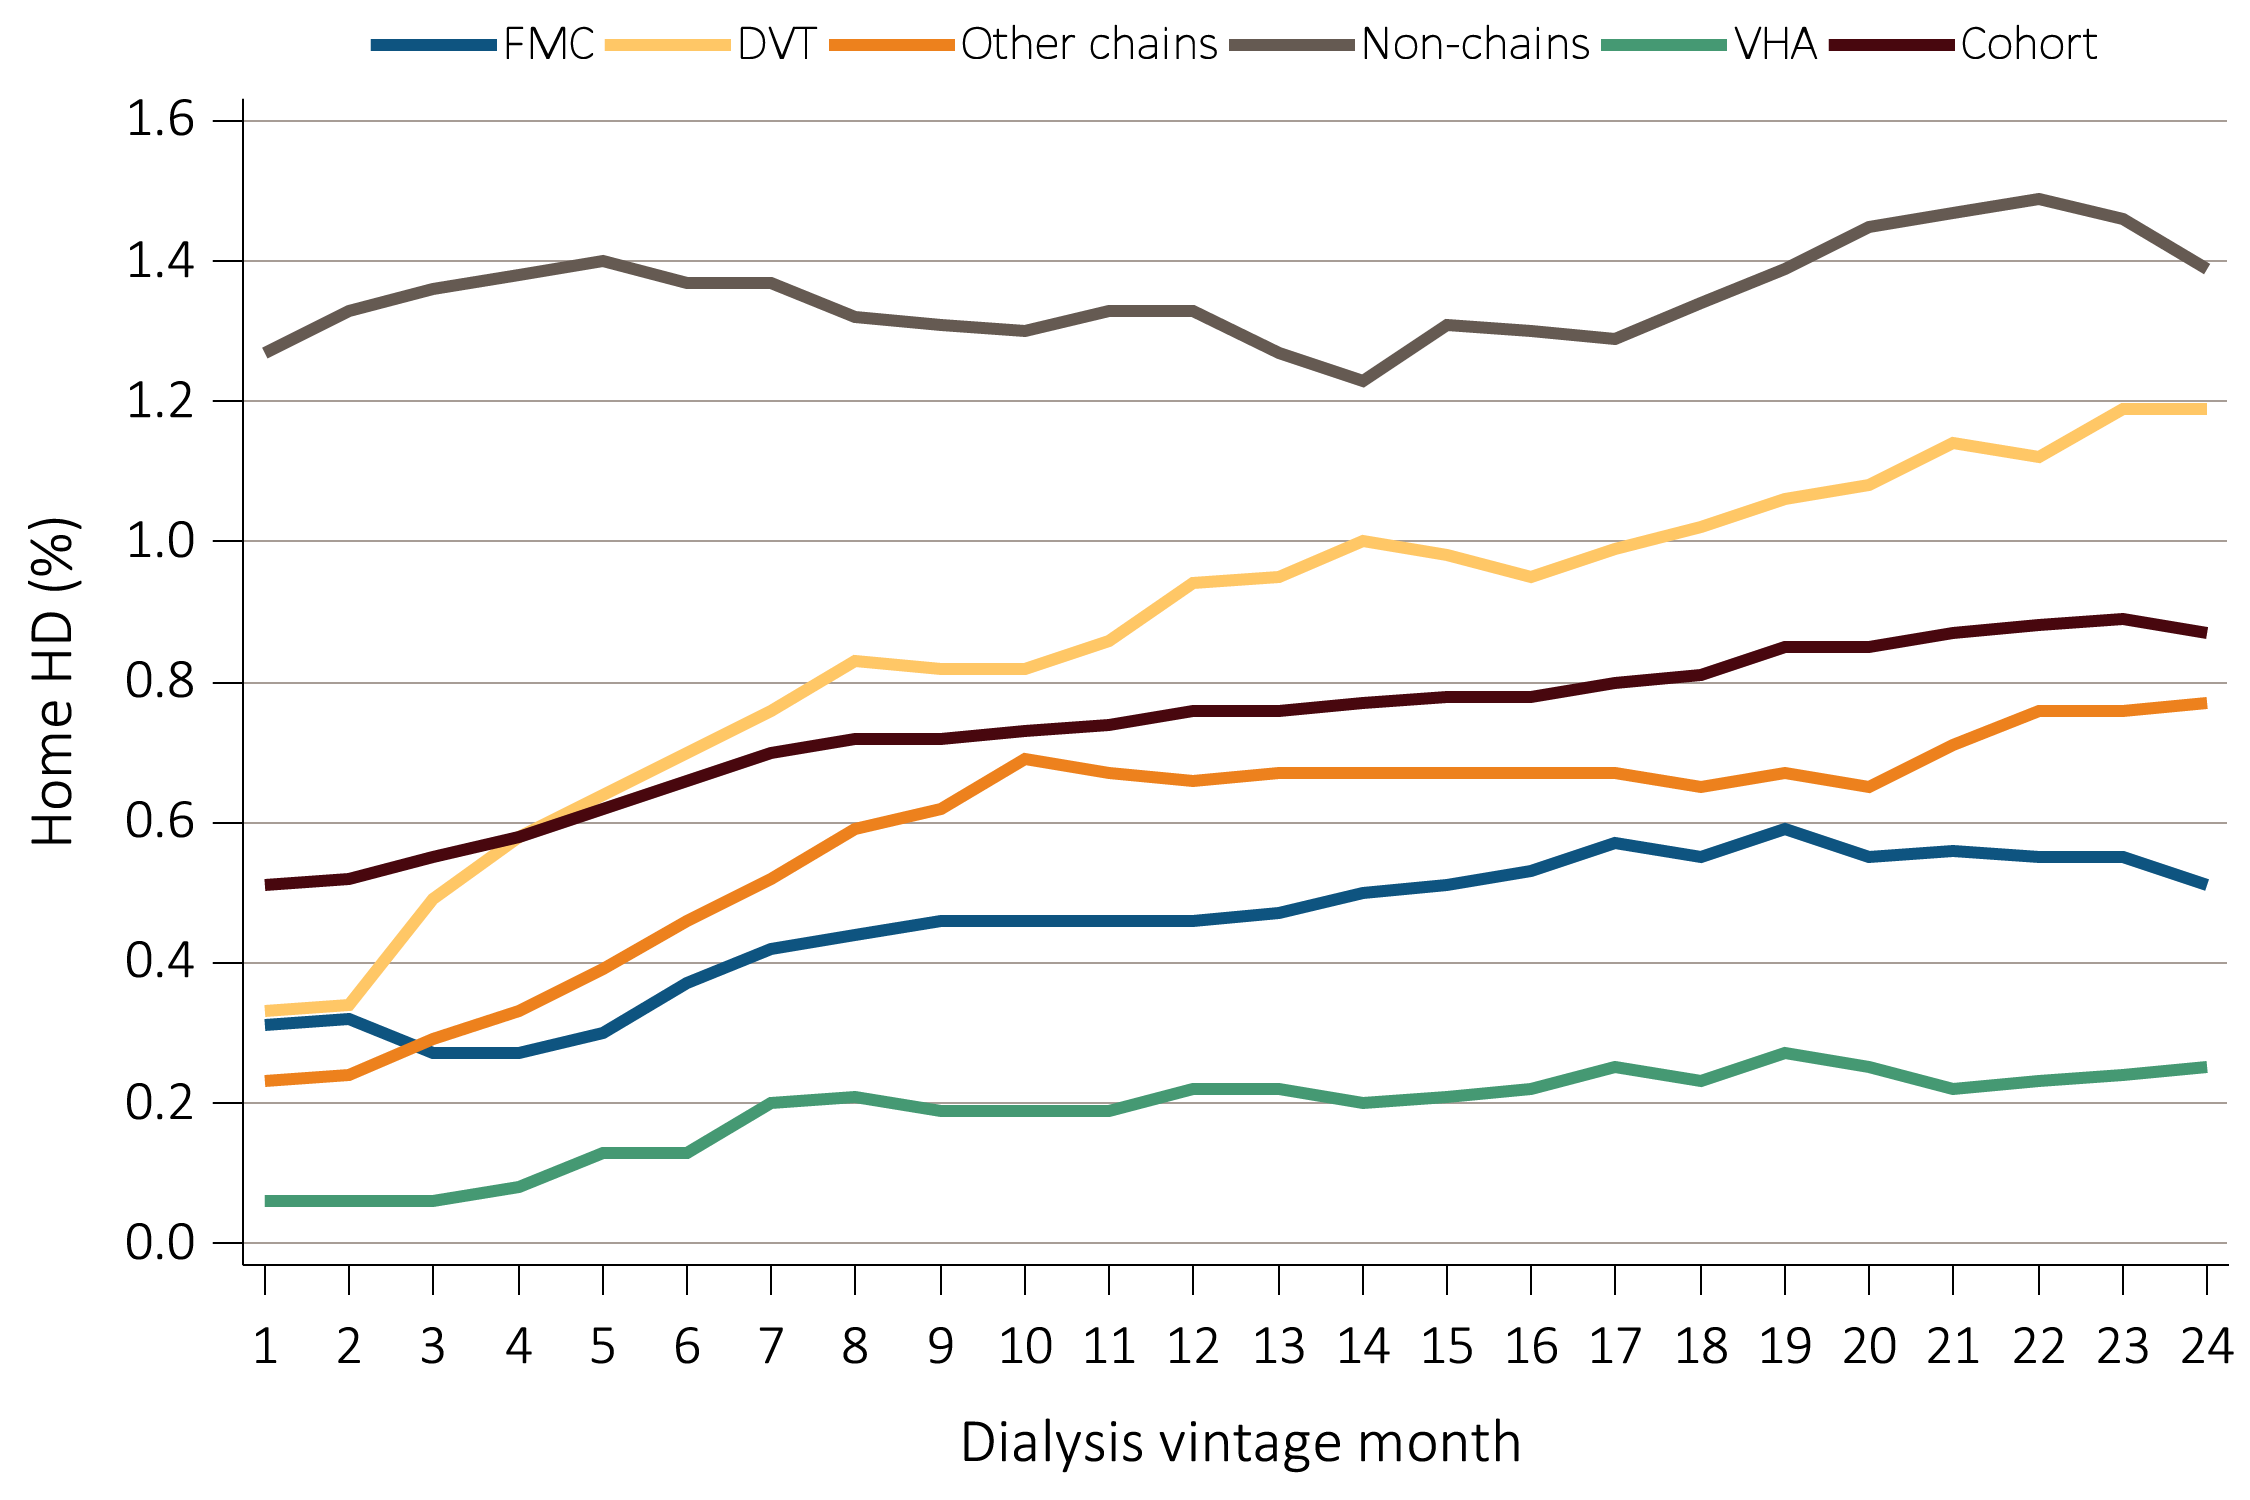 FMC DVT Other chains Non-chains VHA Cohort
1.6
1.4
1.2
1.0
0.8
0.6
0.4
0.2
0.0
Home HD (%)
1 2 3 4 5 6 7 8 9 10 11 12 13 14 15 16 17 18 19 20 21 22 23 24
Dialysis vintage month